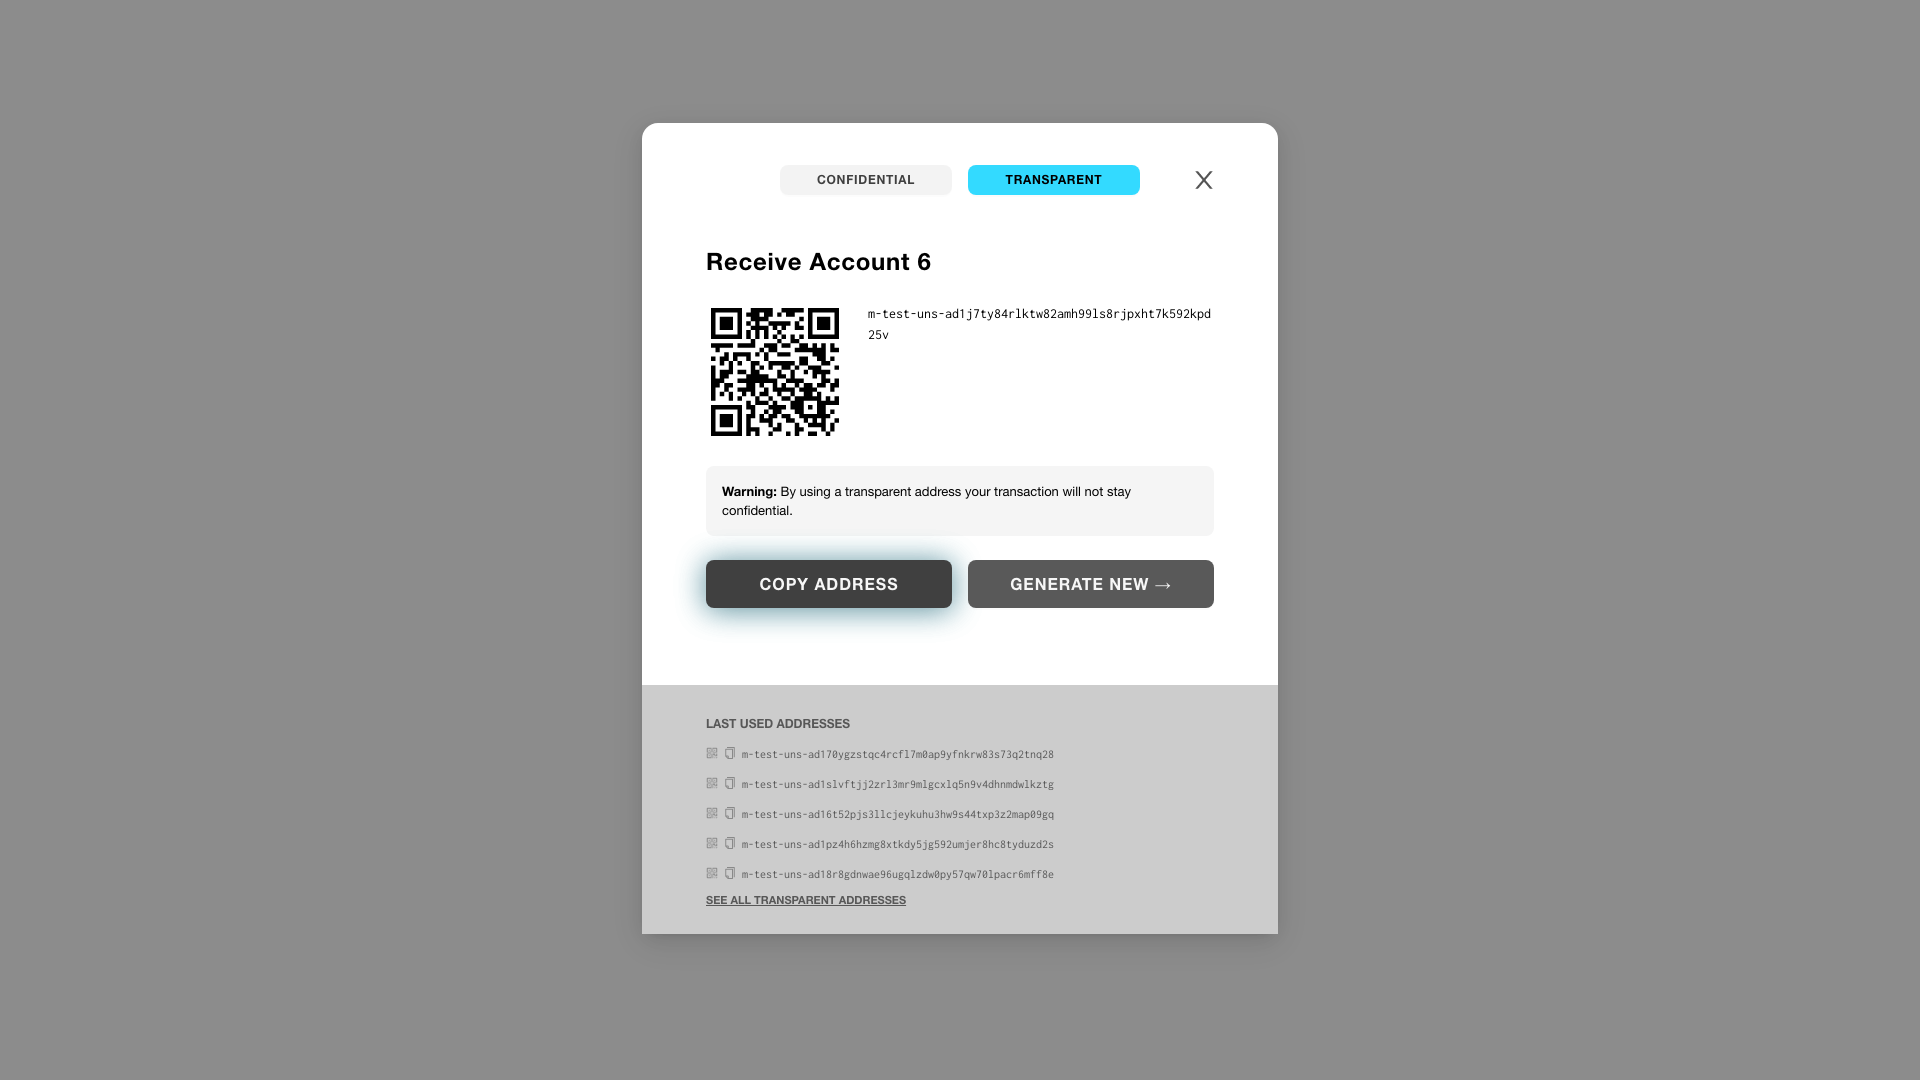 CONFIDENTIAL
TRANSPARENT
X
Receive Account 6
m-test-uns-ad1j7ty84rlktw82amh99ls8rjpxht7k592kpd
25v
Warning: By using a transparent address your transaction will not stay
confidential.
COPY ADDRESS
GENERATE NEW →
LAST USED ADDRESSES
m-test-uns-ad170ygzstqc4rcfl7m0ap9yfnkrw83s73q2tnq28
m-test-uns-ad1slvftjj2zrl3mr9mlgcxlq5n9v4dhnmdwlkztg
m-test-uns-ad16t52pjs3llcjeykuhu3hw9s44txp3z2map09gq
m-test-uns-ad1pz4h6hzmg8xtkdy5jg592umjer8hc8tyduzd2s
m-test-uns-ad18r8gdnwae96ugqlzdw0py57qw70lpacr6mff8e
SEE ALL TRANSPARENT ADDRESSES